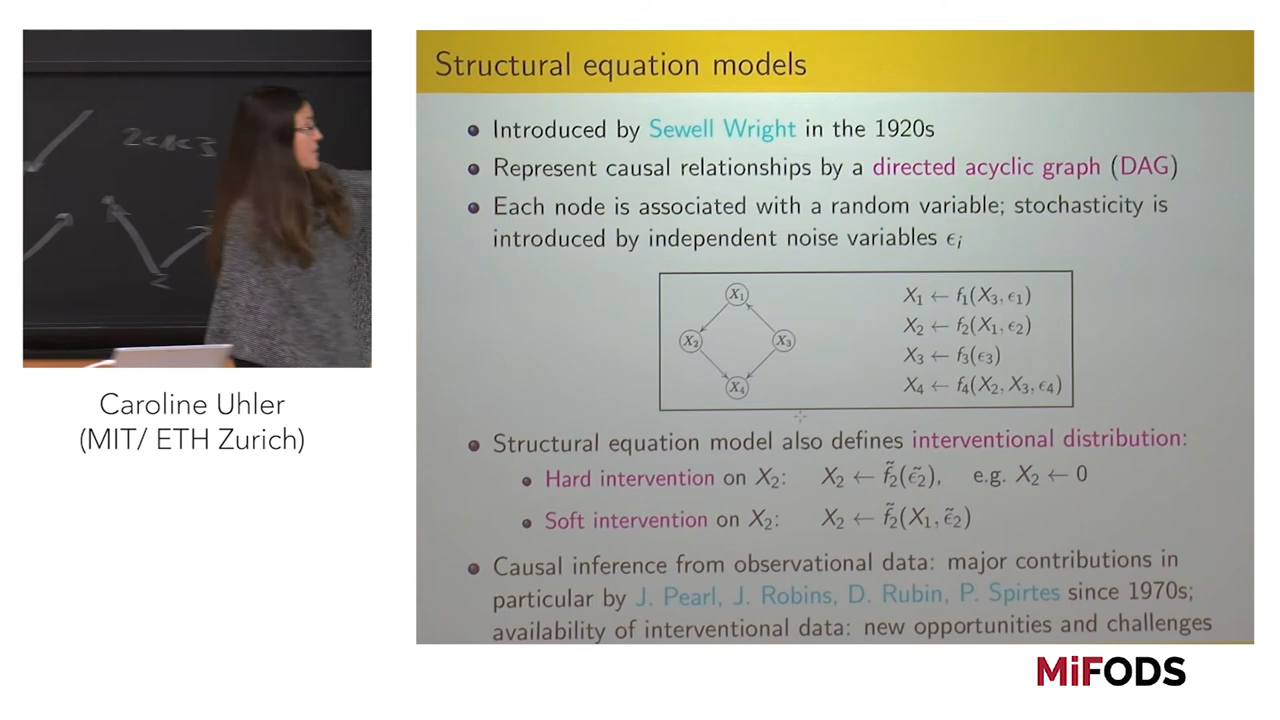 2<k<3
2
Caroline Uhler
(MIT/ ETH Zurich)
Structural equation models
Introduced by Sewell Wright in the 1920s
Represent causal relationships by a directed acyclic graph (DAG)
Each node is associated with a random variable; stochasticity is
introduced by independent noise variables ϵᵢ
X₁
X₂
X₃
X₄
X₁ ← f₁(X₃, ϵ₁)
X₂ ← f₂(X₁, ϵ₂)
X₃ ← f₃(ϵ₃)
X₄ ← f₄(X₂, X₃, ϵ₄)
Structural equation model also defines interventional distribution:
Hard intervention on X₂: X₂ ← f̃₂(ϵ̃₂), e.g. X₂ ← 0
Soft intervention on X₂: X₂ ← f̃₂(X₁, ϵ̃₂)
Causal inference from observational data: major contributions in
particular by J. Pearl, J. Robins, D. Rubin, P. Spirtes since 1970s;
availability of interventional data: new opportunities and challenges
MiFODS